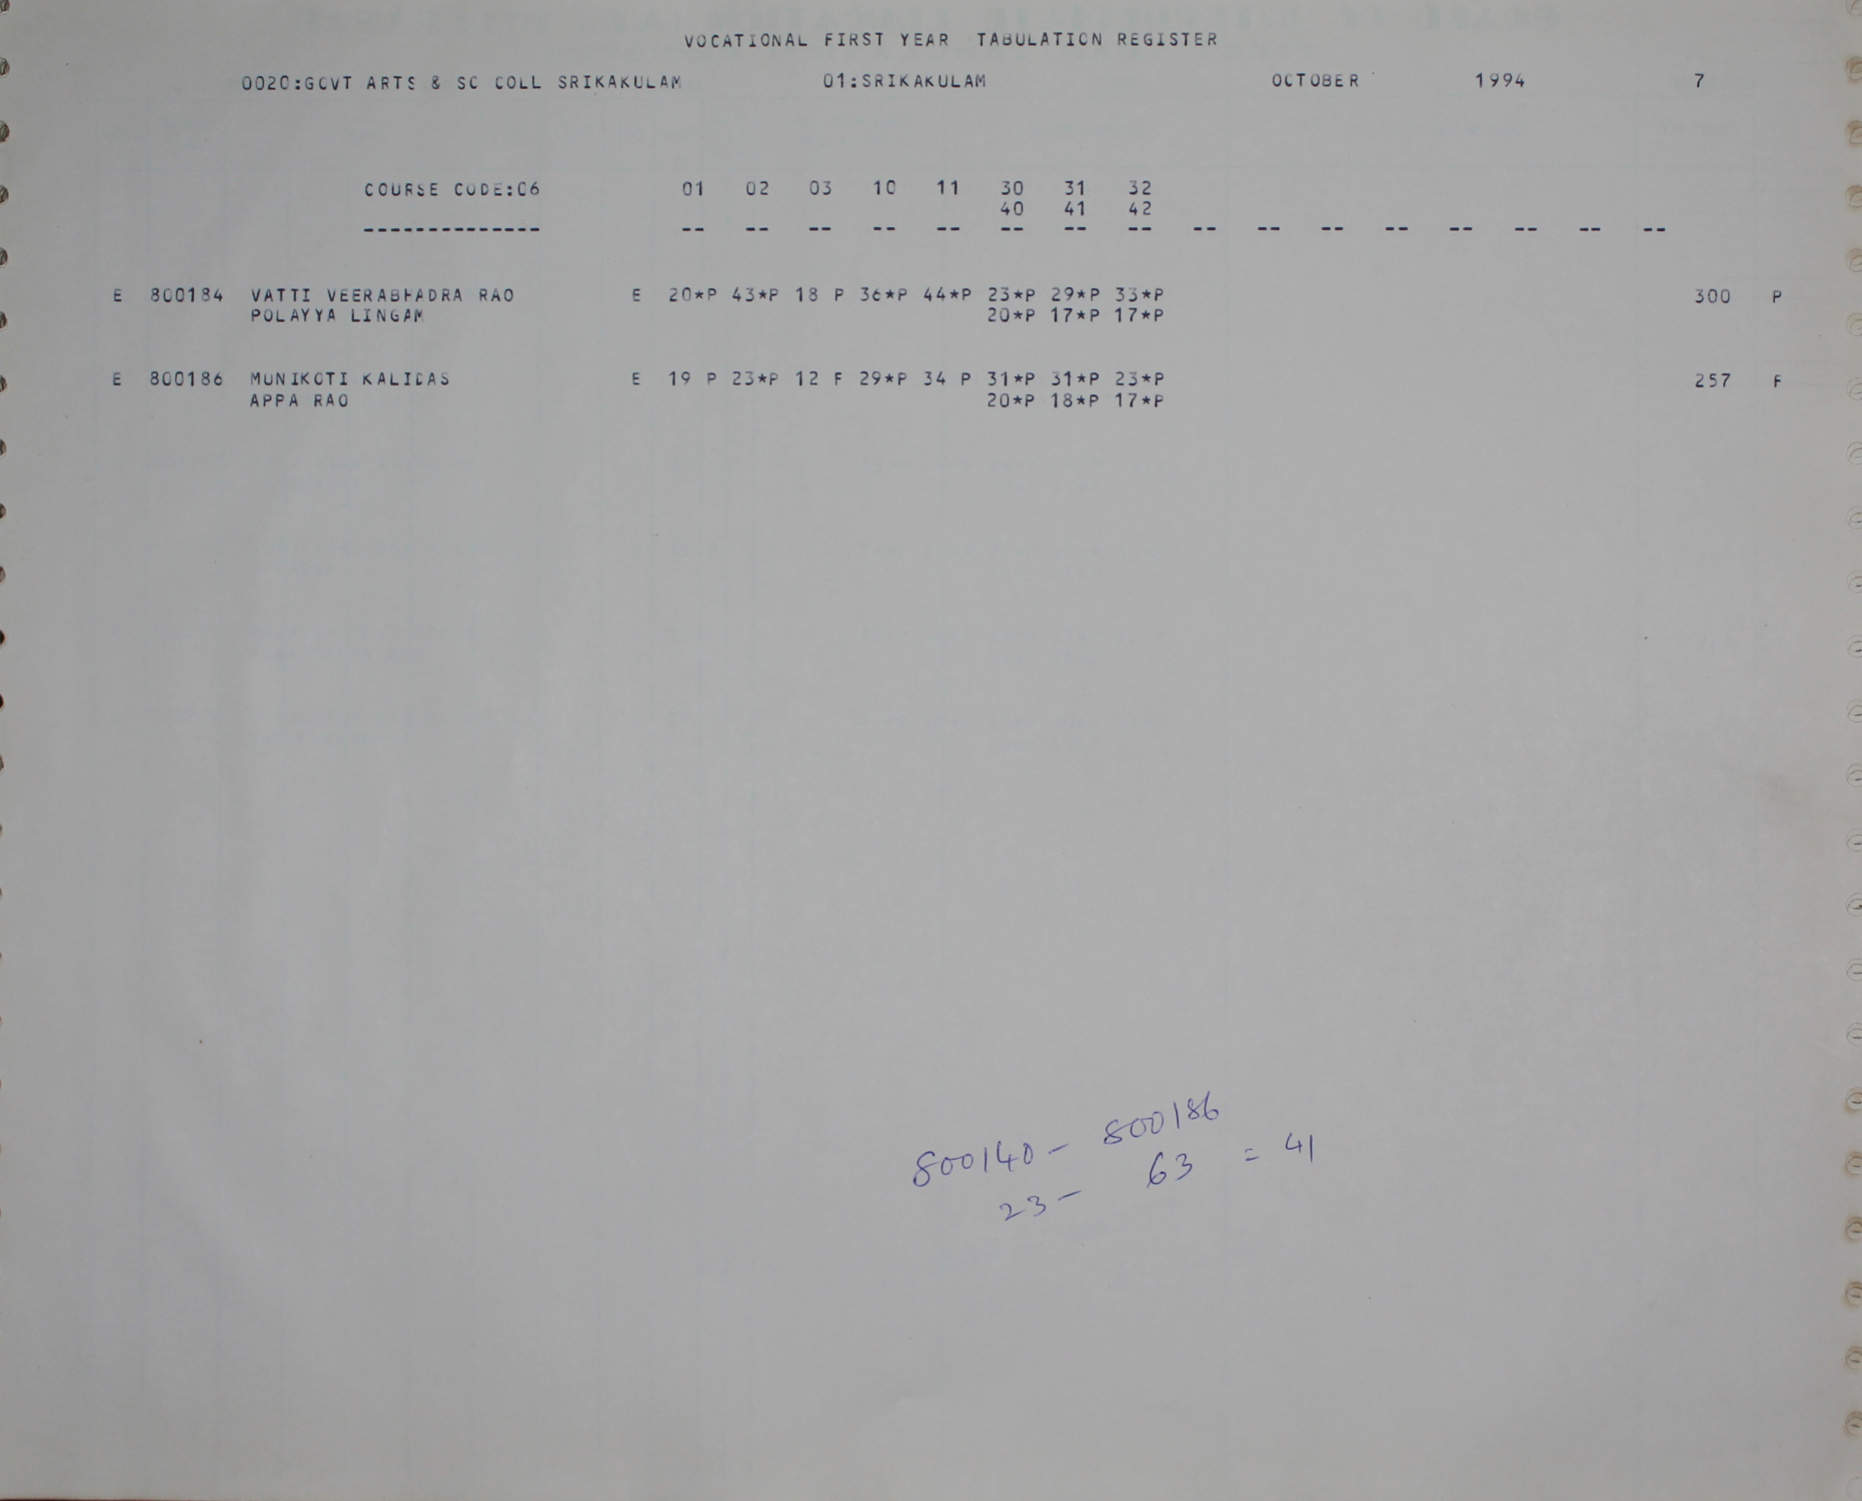 VOCATIONAL FIRST YEAR TABULATION REGISTER
0020:GOVT ARTS & SC COLL SRIKAKULAM 01:SRIKAKULAM OCTOBER 1994 7
COURSE CODE:06 01 02 03 10 11 30 31 32
40 41 42
-------------- -- -- -- -- -- -- -- -- -- -- -- -- -- -- -- --
E 800184 VATTI VEERABHADRA RAO E 20*P 43*P 18 P 36*P 44*P 23*P 29*P 33*P 300 P
POLAYYA LINGAM 20*P 17*P 17*P
E 800186 MUNIKOTI KALIDAS E 19 P 23*P 12 F 29*P 34 P 31*P 31*P 23*P 257 F
APPA RAO 20*P 18*P 17*P
800140 - 800186
23 - 63 = 41